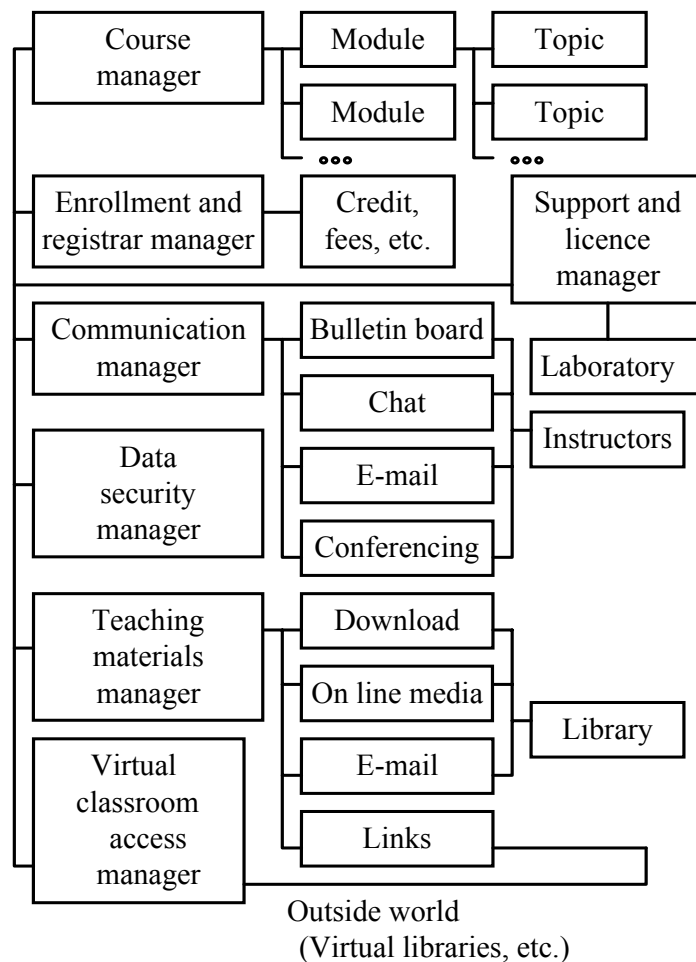 Course
manager
Module
Topic
Module
Topic
Enrollment and
registrar manager
Credit,
fees, etc.
Support and
licence
manager
Communication
manager
Bulletin board
Laboratory
Chat
Instructors
Data
security
manager
E-mail
Conferencing
Teaching
materials
manager
Download
On line media
Library
E-mail
Virtual
classroom
access
manager
Links
Outside world
(Virtual libraries, etc.)